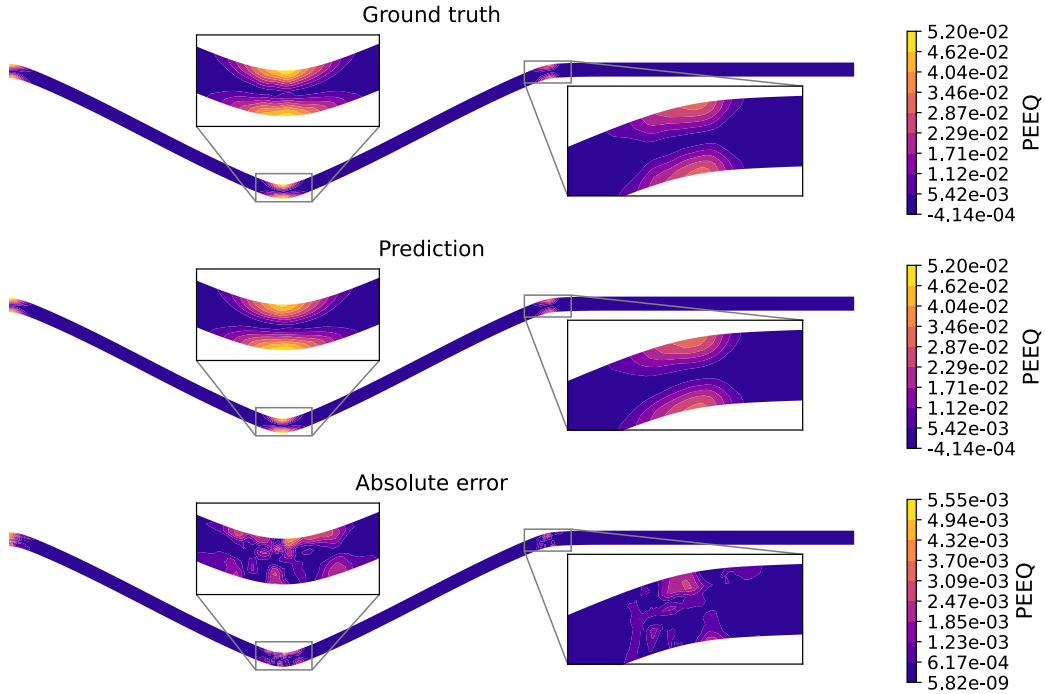 Ground truth
5.20e-02
4.62e-02
4.04e-02
3.46e-02
2.87e-02
2.29e-02
1.71e-02
1.12e-02
5.42e-03
-4.14e-04
PEEQ
Prediction
5.20e-02
4.62e-02
4.04e-02
3.46e-02
2.87e-02
2.29e-02
1.71e-02
1.12e-02
5.42e-03
-4.14e-04
PEEQ
Absolute error
5.55e-03
4.94e-03
4.32e-03
3.70e-03
3.09e-03
2.47e-03
1.85e-03
1.23e-03
6.17e-04
5.82e-09
PEEQ